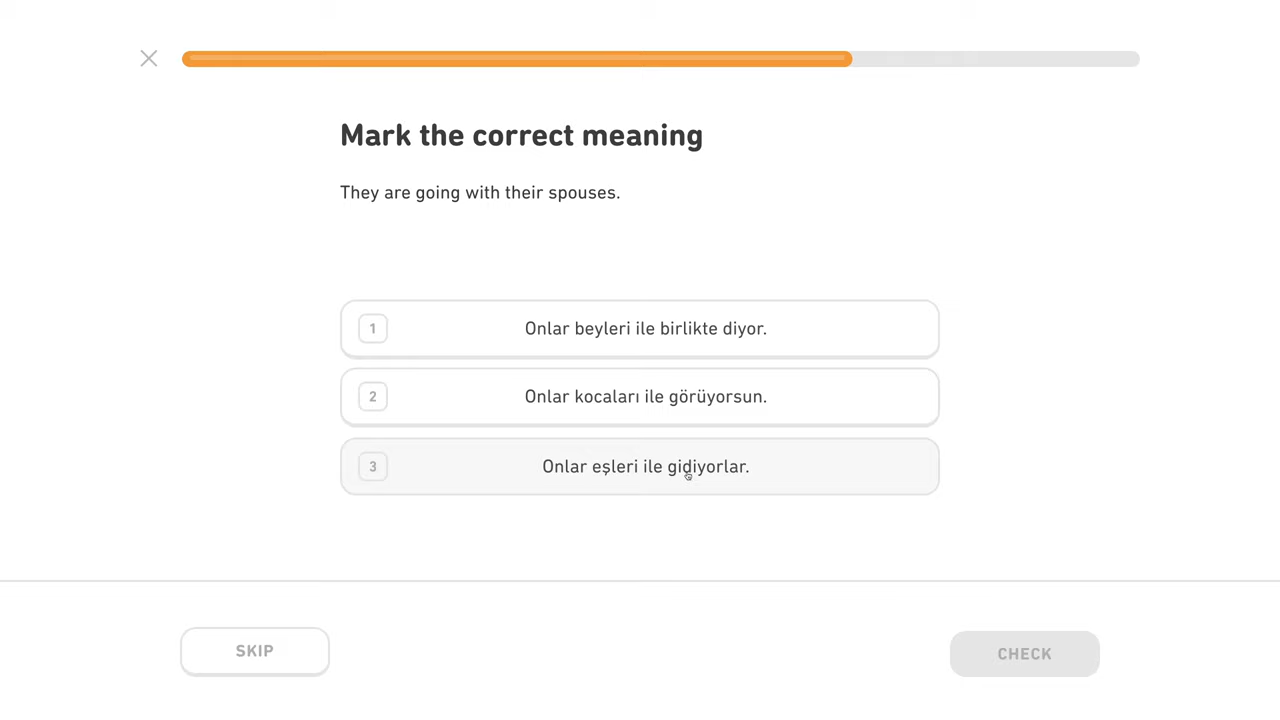 Mark the correct meaning
They are going with their spouses.
1 Onlar beyleri ile birlikte diyor.
2 Onlar kocaları ile görüyorsun.
3 Onlar eşleri ile gidiyorlar.
SKIP
CHECK